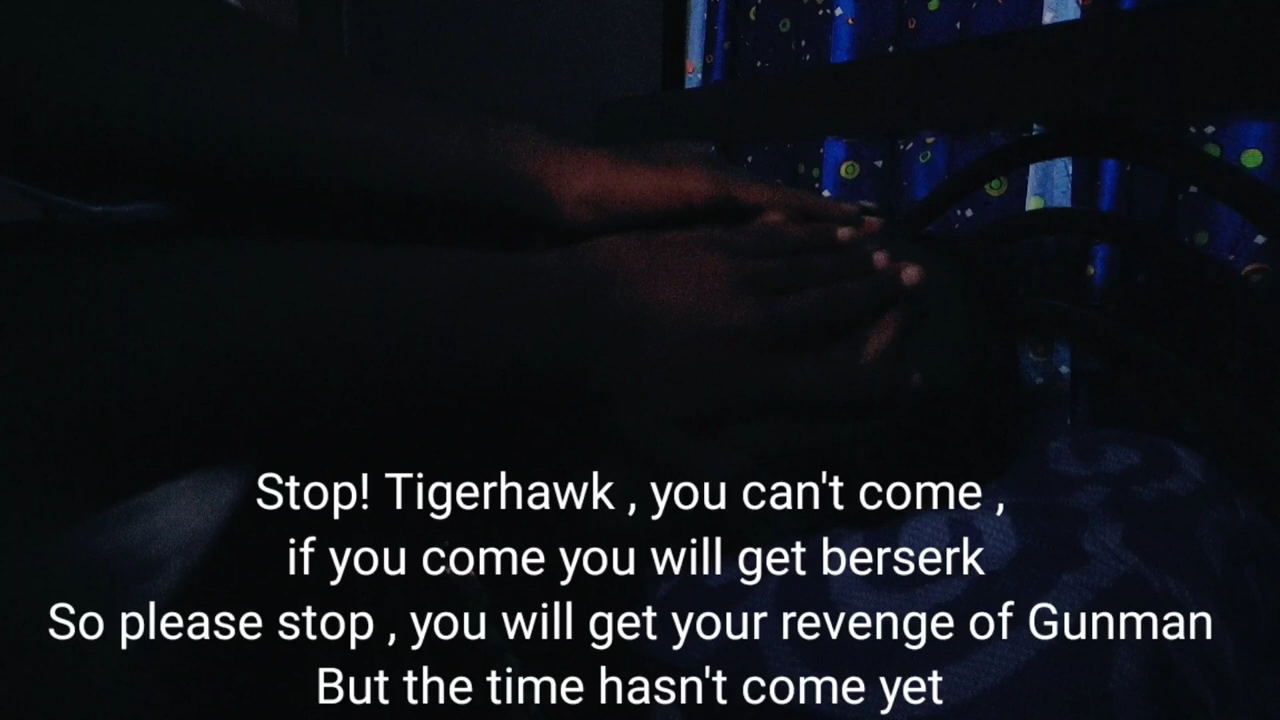 Stop! Tigerhawk , you can't come ,
if you come you will get berserk
So please stop , you will get your revenge of Gunman
But the time hasn't come yet